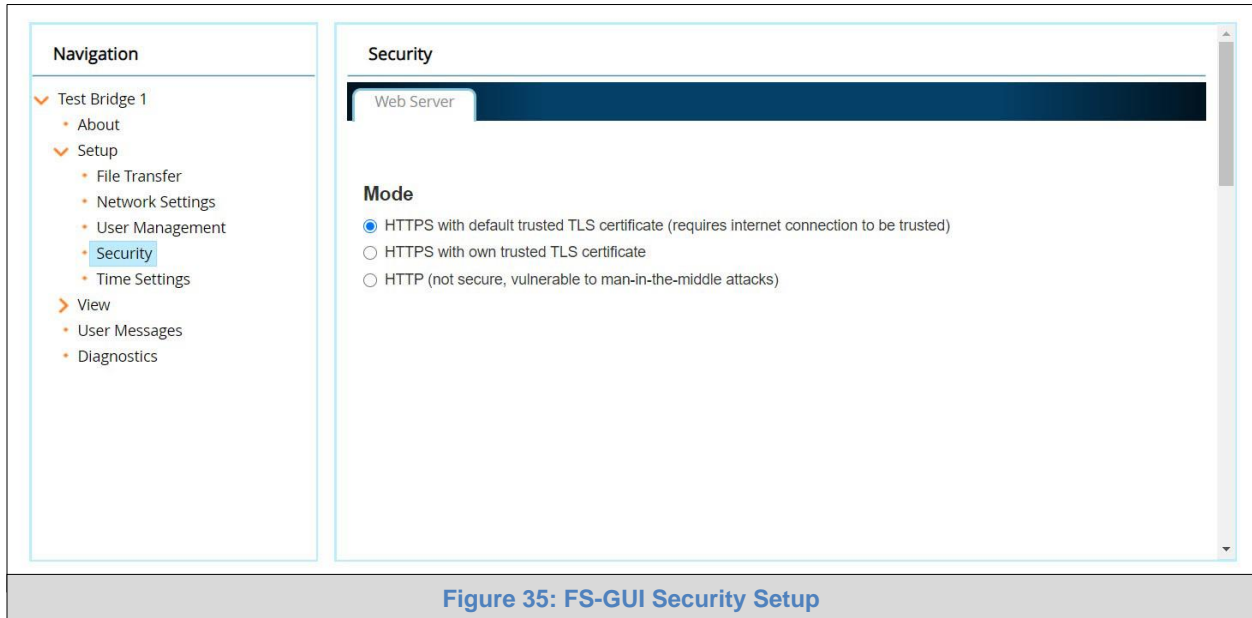 Navigation
Test Bridge 1
About
Setup
File Transfer
Network Settings
User Management
Security
Time Settings
View
User Messages
Diagnostics
Security
Web Server
Mode
HTTPS with default trusted TLS certificate (requires internet connection to be trusted)
HTTPS with own trusted TLS certificate
HTTP (not secure, vulnerable to man-in-the-middle attacks)
Figure 35: FS-GUI Security Setup